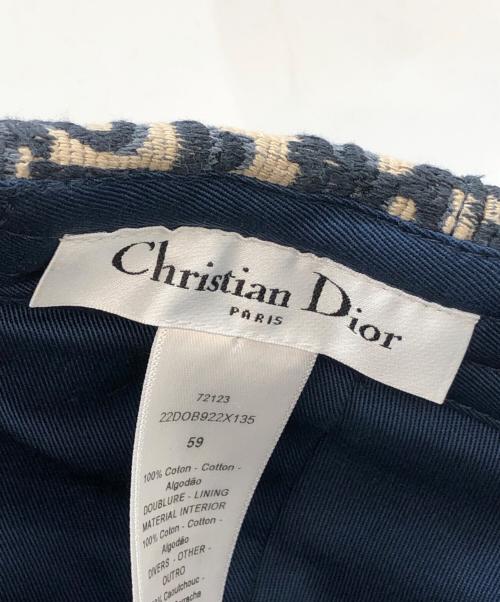 Christian Dior
PARIS
72123
22DOB922X135
59
100% Coton - Cotton -
Algodão
DOUBLURE - LINING
MATERIAL INTERIOR
100% Coton - Cotton -
Algodão
DIVERS - OTHER -
OUTRO
Caoutchouc -